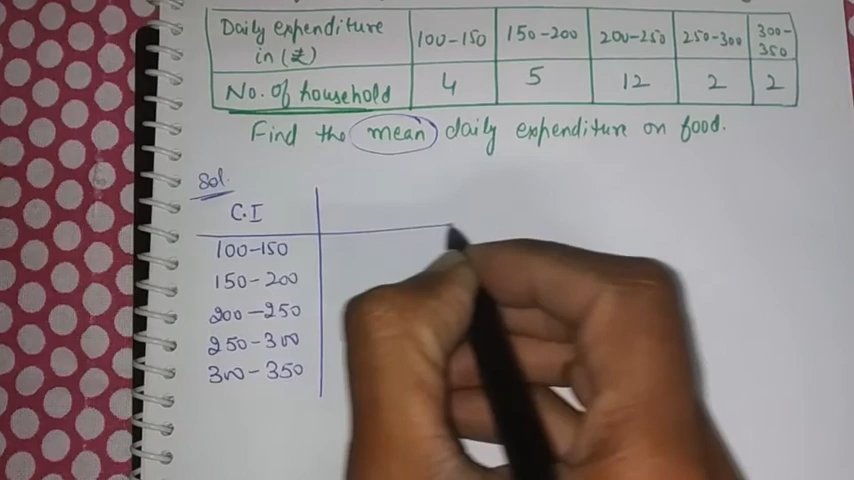 Daily expenditure in (₹) 100-150 150-200 200-250 250-300 300-350
No. of household 4 5 12 2 2
Find the mean daily expenditure on food.
Sol.
C.I
100-150
150-200
200-250
250-300
300-350